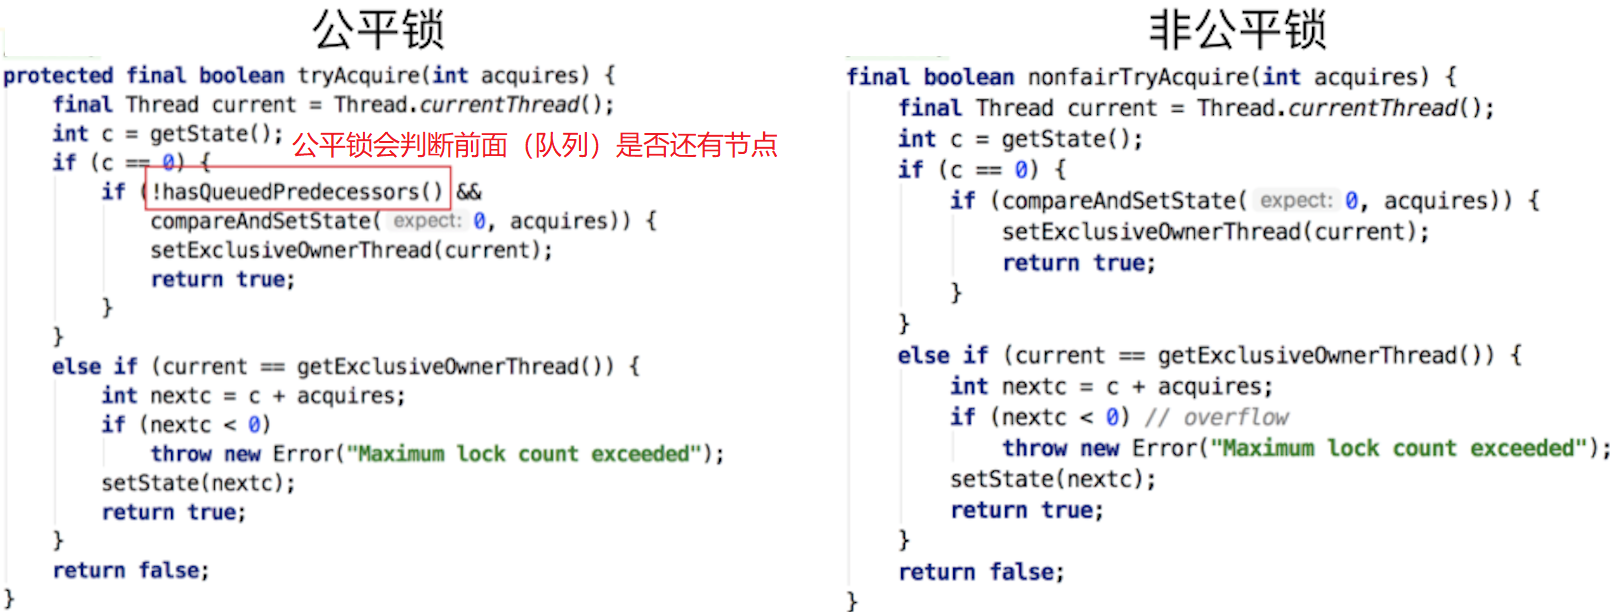 公平锁
protected final boolean tryAcquire(int acquires) {
final Thread current = Thread.currentThread();
int c = getState();
公平锁会判断前面（队列）是否还有节点
if (c == 0) {
if (!hasQueuedPredecessors() &&
compareAndSetState( expect: 0, acquires)) {
setExclusiveOwnerThread(current);
return true;
}
}
else if (current == getExclusiveOwnerThread()) {
int nextc = c + acquires;
if (nextc < 0)
throw new Error("Maximum lock count exceeded");
setState(nextc);
return true;
}
return false;
}
非公平锁
final boolean nonfairTryAcquire(int acquires) {
final Thread current = Thread.currentThread();
int c = getState();
if (c == 0) {
if (compareAndSetState( expect: 0, acquires)) {
setExclusiveOwnerThread(current);
return true;
}
}
else if (current == getExclusiveOwnerThread()) {
int nextc = c + acquires;
if (nextc < 0) // overflow
throw new Error("Maximum lock count exceeded");
setState(nextc);
return true;
}
return false;
}